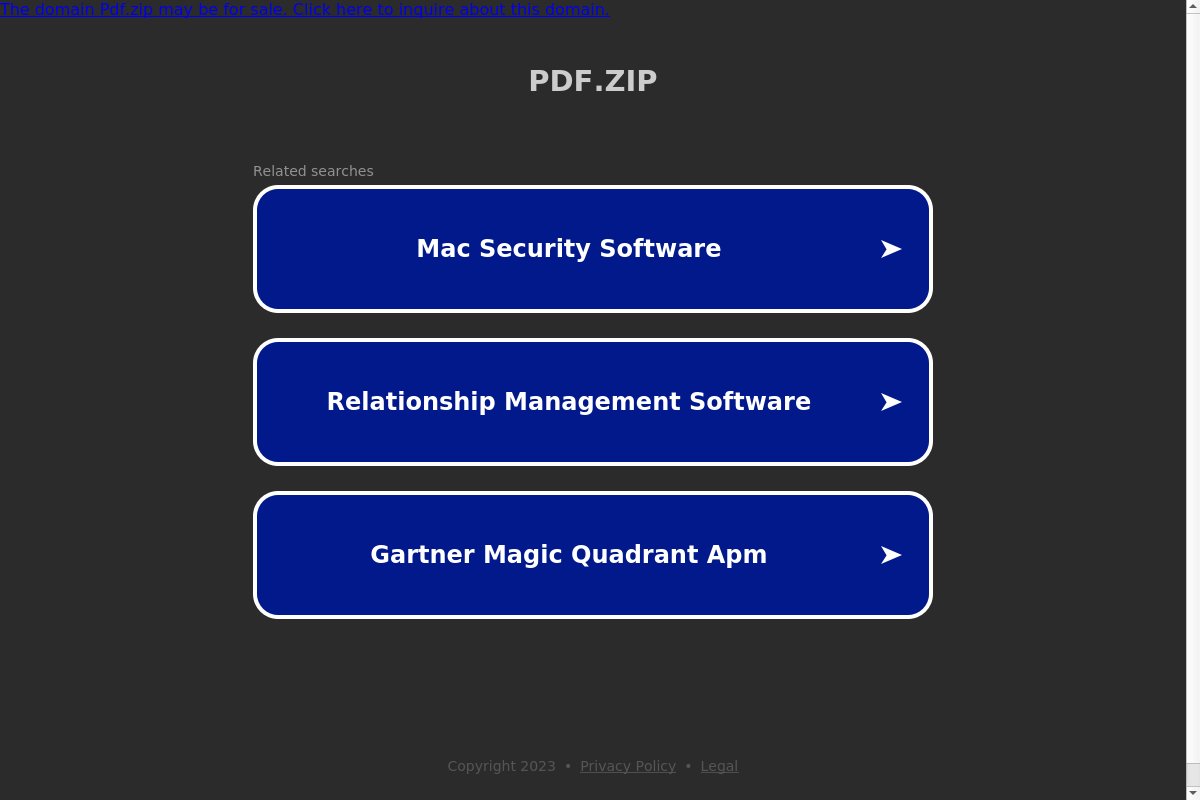 The domain Pdf.zip may be for sale. Click here to inquire about this domain.
PDF.ZIP
Related searches
Mac Security Software
Relationship Management Software
Gartner Magic Quadrant Apm
Copyright 2023 • Privacy Policy • Legal